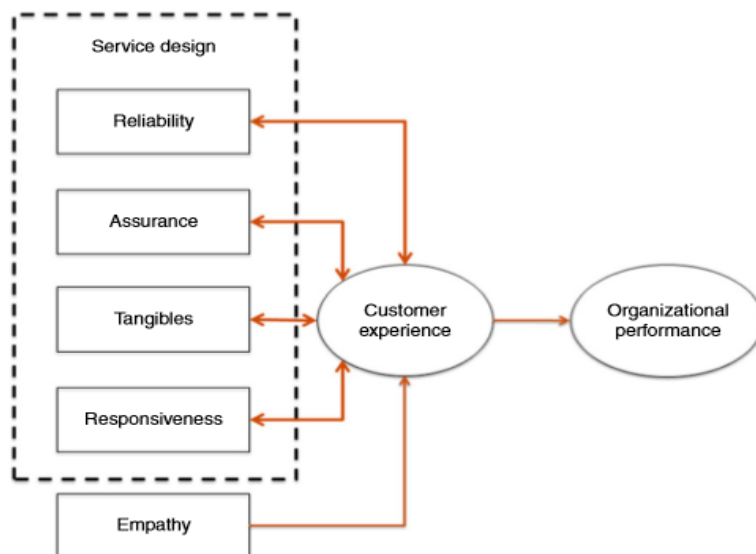 Service design
Reliability
Assurance
Tangibles
Responsiveness
Empathy
Customer
experience
Organizational
performance